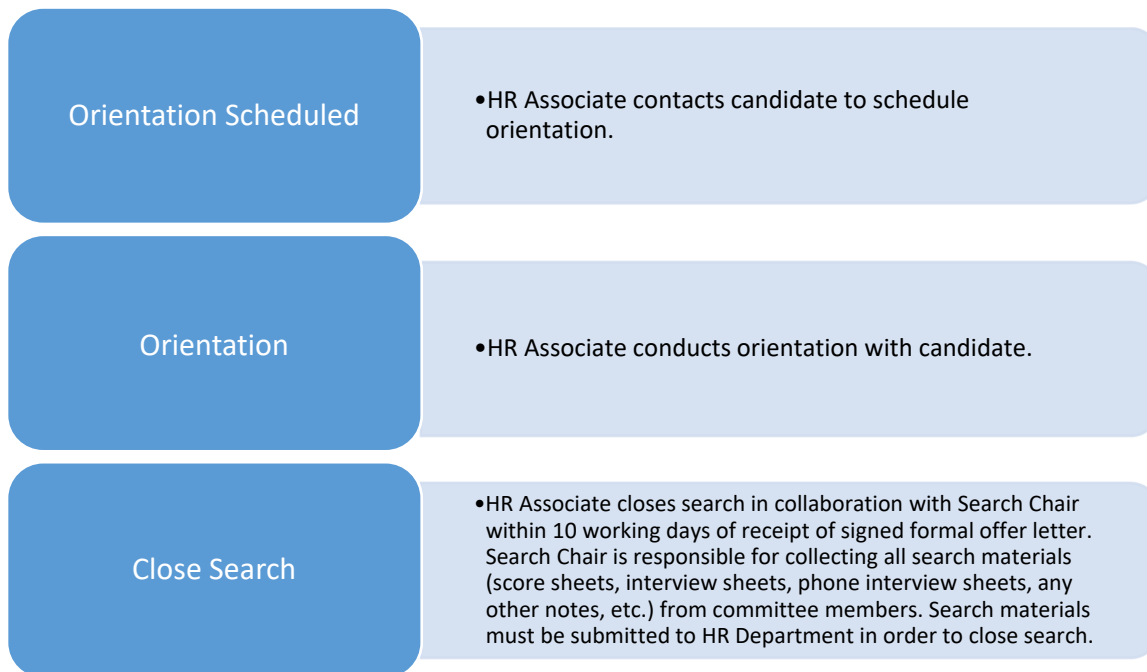 Orientation Scheduled
•HR Associate contacts candidate to schedule
orientation.
Orientation
•HR Associate conducts orientation with candidate.
Close Search
•HR Associate closes search in collaboration with Search Chair
within 10 working days of receipt of signed formal offer letter.
Search Chair is responsible for collecting all search materials
(score sheets, interview sheets, phone interview sheets, any
other notes, etc.) from committee members. Search materials
must be submitted to HR Department in order to close search.